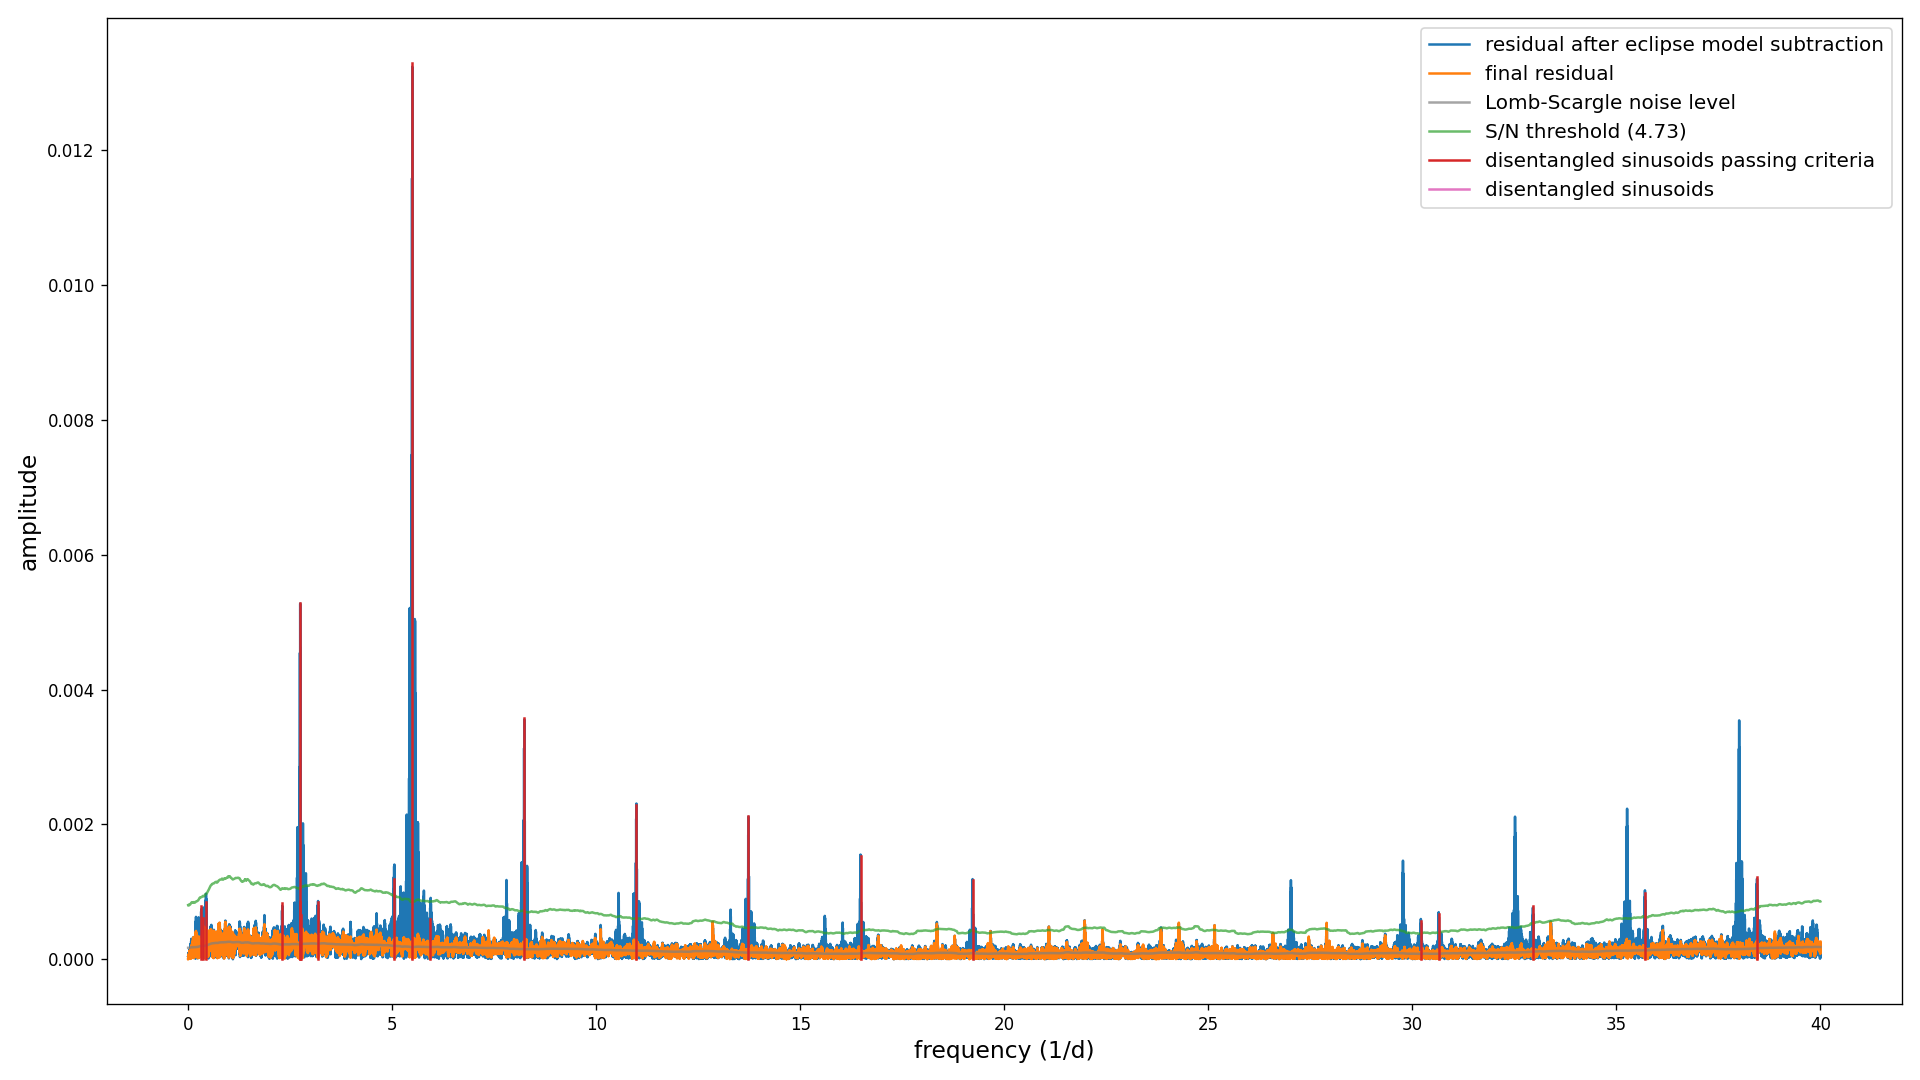 residual after eclipse model subtraction
final residual
Lomb-Scargle noise level
S/N threshold (4.73)
disentangled sinusoids passing criteria
disentangled sinusoids
amplitude
0.012
0.010
0.008
0.006
0.004
0.002
0.000
0 5 10 15 20 25 30 35 40
frequency (1/d)